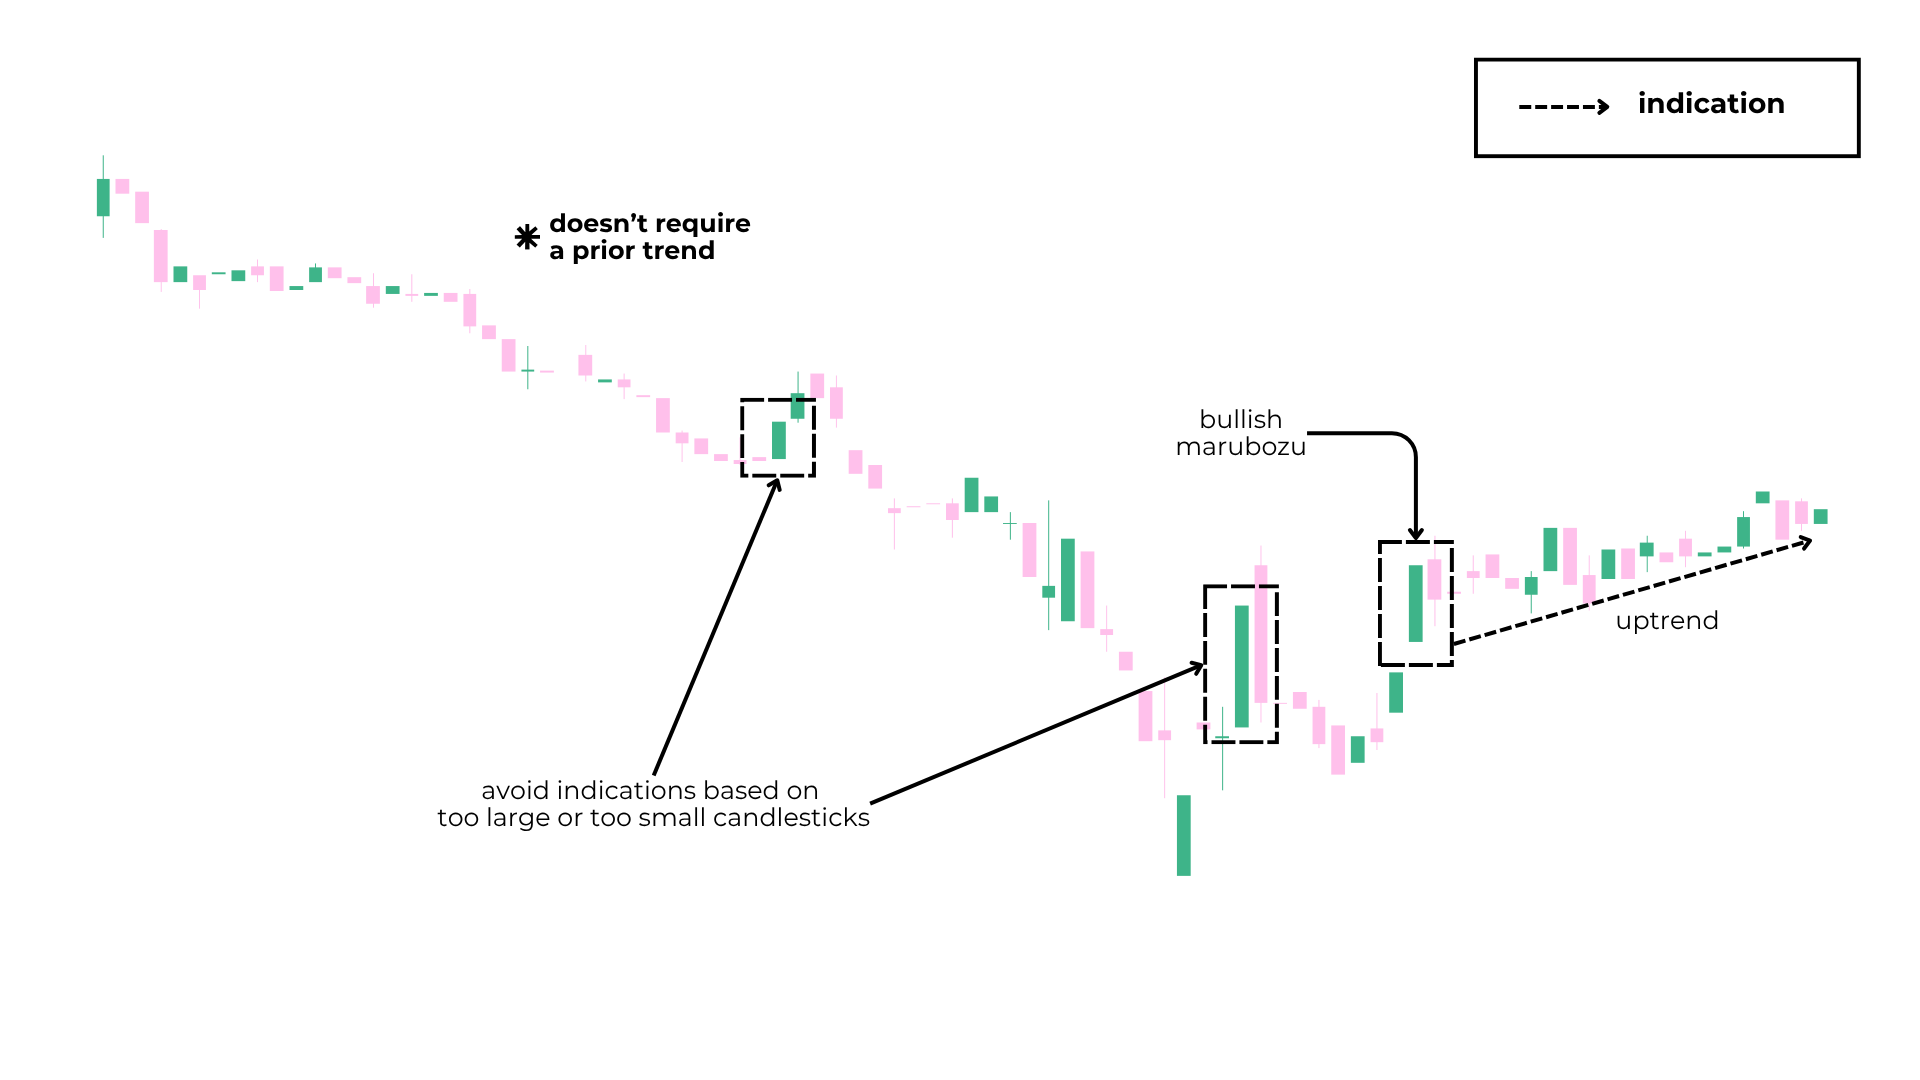 indication
doesn’t require
a prior trend
bullish
marubozu
uptrend
avoid indications based on
too large or too small candlesticks